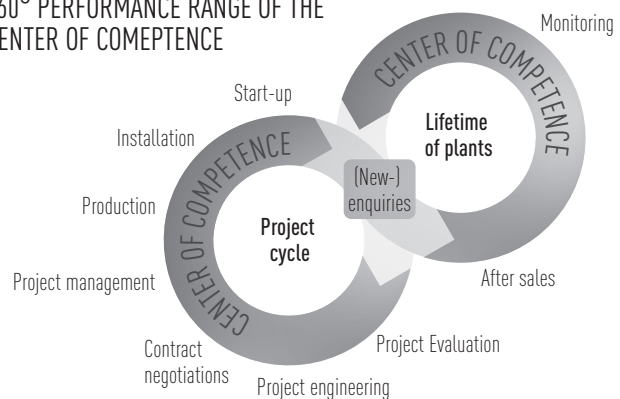 60° PERFORMANCE RANGE OF THE
ENTER OF COMEPTENCE
Monitoring
CENTER OF COMPETENCE
Start-up
Lifetime
of plants
Installation
CENTER OF COMPETENCE
(New-)
enquiries
Production
Project
cycle
Project management
After sales
Contract
negotiations
Project Evaluation
Project engineering